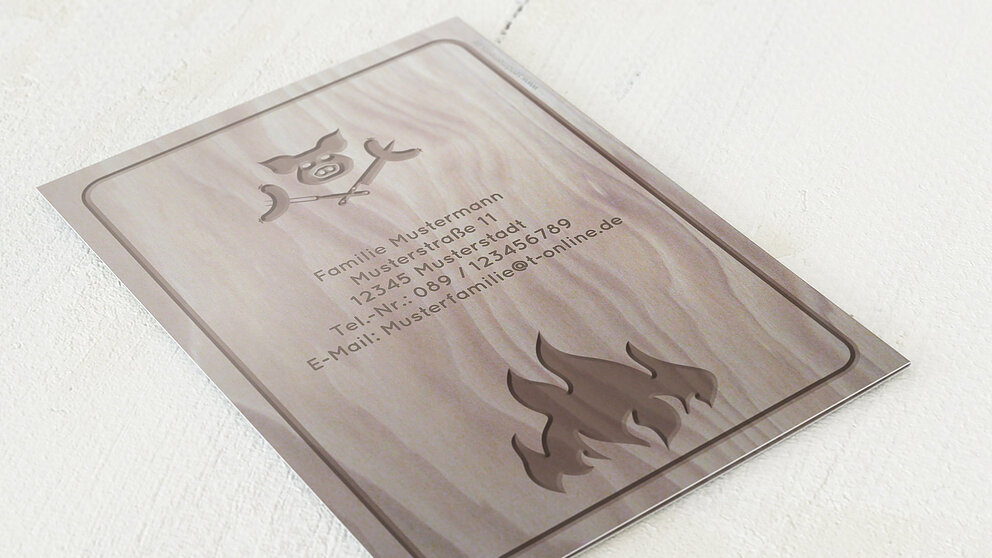 Familie Mustermann
Musterstraße 11
12345 Musterstadt
Tel.-Nr.: 089 / 123456789
E-Mail: Musterfamilie@t-online.de